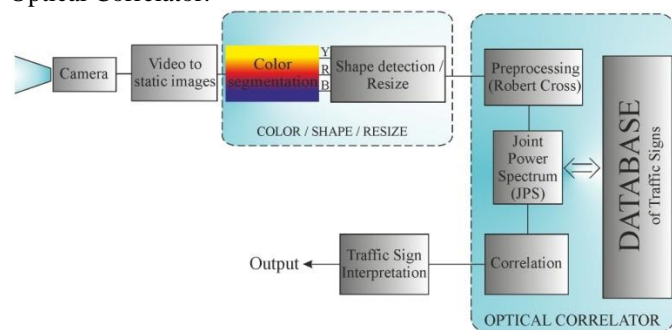 Optical Correlator.
Camera
Video to
static images
Color
segmentation
Y
R
B
Shape detection /
Resize
COLOR / SHAPE / RESIZE
Preprocessing
(Robert Cross)
Joint
Power
Spectrum
(JPS)
DATABASE
of Traffic Signs
Correlation
Traffic Sign
Interpretation
Output
OPTICAL CORRELATOR